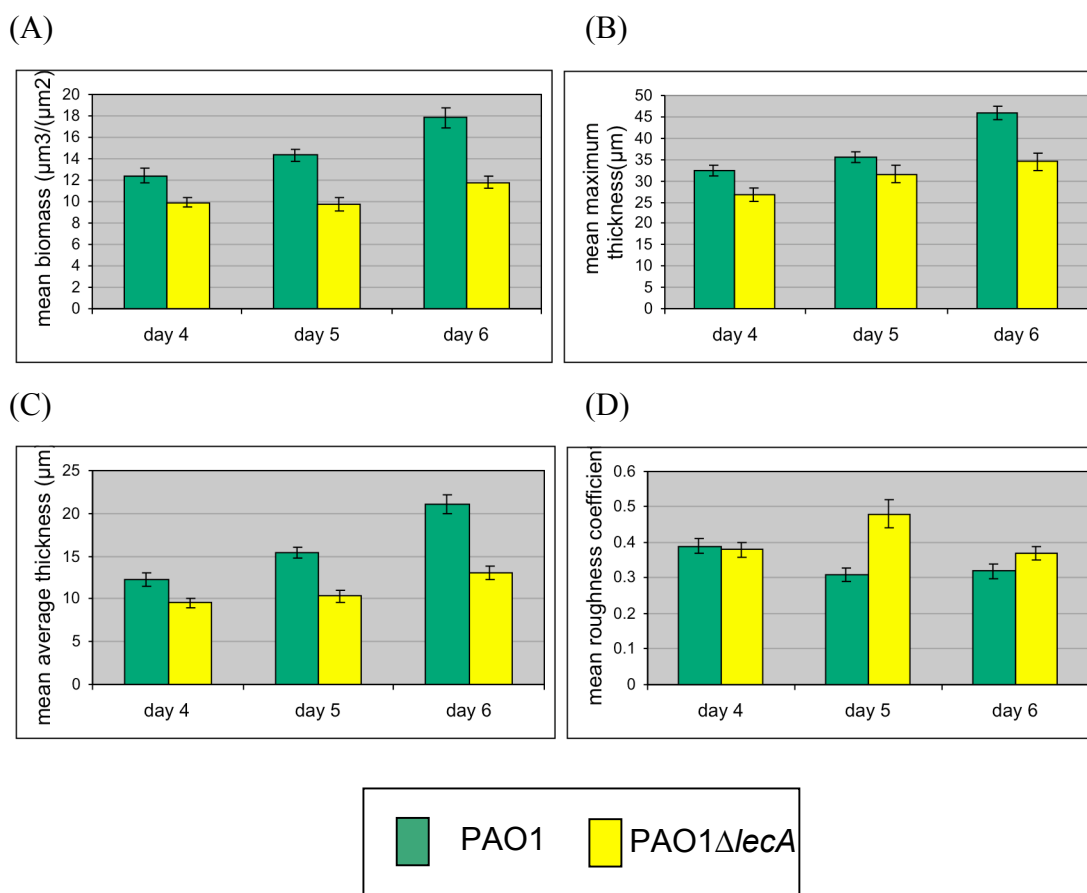 (A)
(B)
mean biomass (µm3/(µm2)
20
18
16
14
12
10
8
6
4
2
0
day 4
day 5
day 6
mean maximum
thickness(µm)
50
45
40
35
30
25
20
15
10
5
0
day 4
day 5
day 6
(C)
(D)
mean average thickness (µm)
25
20
15
10
5
0
day 4
day 5
day 6
mean roughness coefficient
0.6
0.5
0.4
0.3
0.2
0.1
0
day 4
day 5
day 6
PAO1
PAO1ΔlecA